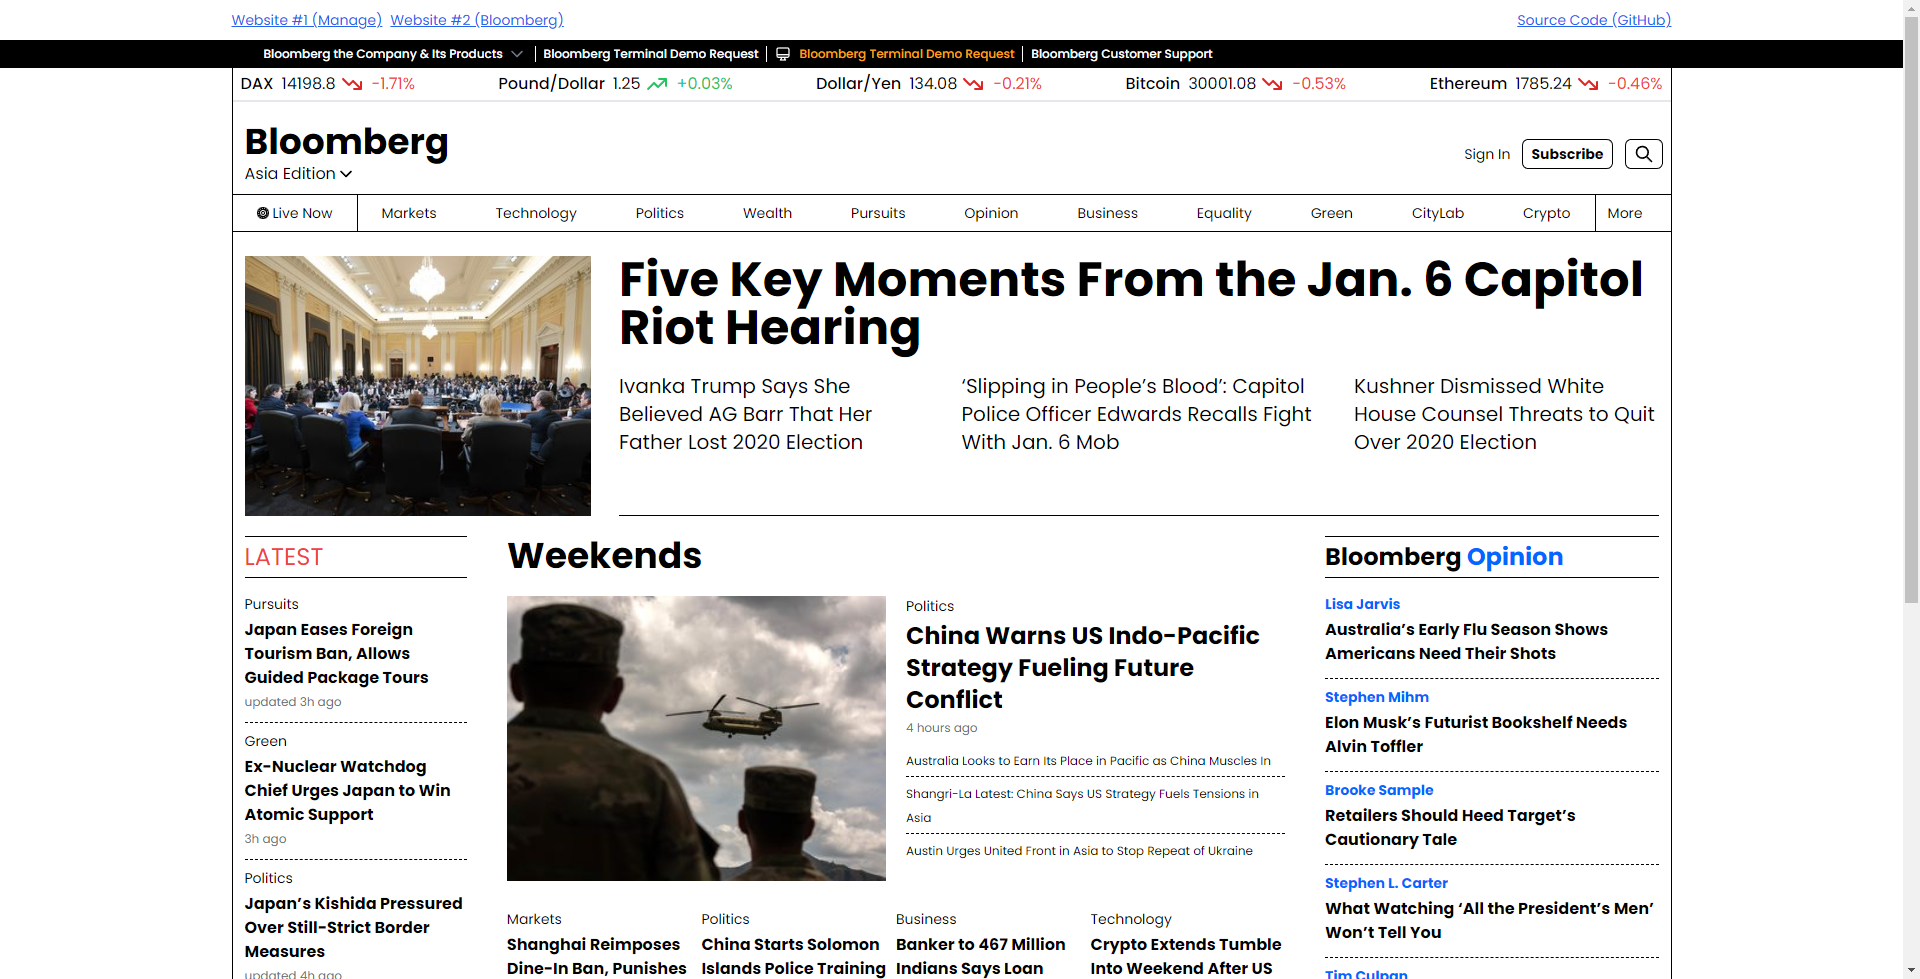 Website #1 (Manage) Website #2 (Bloomberg) Source Code (GitHub)
Bloomberg the Company & Its Products Bloomberg Terminal Demo Request Bloomberg Terminal Demo Request Bloomberg Customer Support
DAX 14198.8 -1.71% Pound/Dollar 1.25 +0.03% Dollar/Yen 134.08 -0.21% Bitcoin 30001.08 -0.53% Ethereum 1785.24 -0.46%
Bloomberg
Asia Edition
Sign In Subscribe
Live Now Markets Technology Politics Wealth Pursuits Opinion Business Equality Green CityLab Crypto More
Five Key Moments From the Jan. 6 Capitol
Riot Hearing
Ivanka Trump Says She
Believed AG Barr That Her
Father Lost 2020 Election
‘Slipping in People’s Blood’: Capitol
Police Officer Edwards Recalls Fight
With Jan. 6 Mob
Kushner Dismissed White
House Counsel Threats to Quit
Over 2020 Election
LATEST
Pursuits
Japan Eases Foreign
Tourism Ban, Allows
Guided Package Tours
updated 3h ago
Green
Ex-Nuclear Watchdog
Chief Urges Japan to Win
Atomic Support
3h ago
Politics
Japan’s Kishida Pressured
Over Still-Strict Border
Measures
updated 4h ago
Weekends
Politics
China Warns US Indo-Pacific
Strategy Fueling Future
Conflict
4 hours ago
Australia Looks to Earn Its Place in Pacific as China Muscles In
Shangri-La Latest: China Says US Strategy Fuels Tensions in
Asia
Austin Urges United Front in Asia to Stop Repeat of Ukraine
Markets
Shanghai Reimposes
Dine-In Ban, Punishes
Politics
China Starts Solomon
Islands Police Training
Business
Banker to 467 Million
Indians Says Loan
Technology
Crypto Extends Tumble
Into Weekend After US
Bloomberg Opinion
Lisa Jarvis
Australia’s Early Flu Season Shows
Americans Need Their Shots
Stephen Mihm
Elon Musk’s Futurist Bookshelf Needs
Alvin Toffler
Brooke Sample
Retailers Should Heed Target’s
Cautionary Tale
Stephen L. Carter
What Watching ‘All the President’s Men’
Won’t Tell You
Tim Culpan